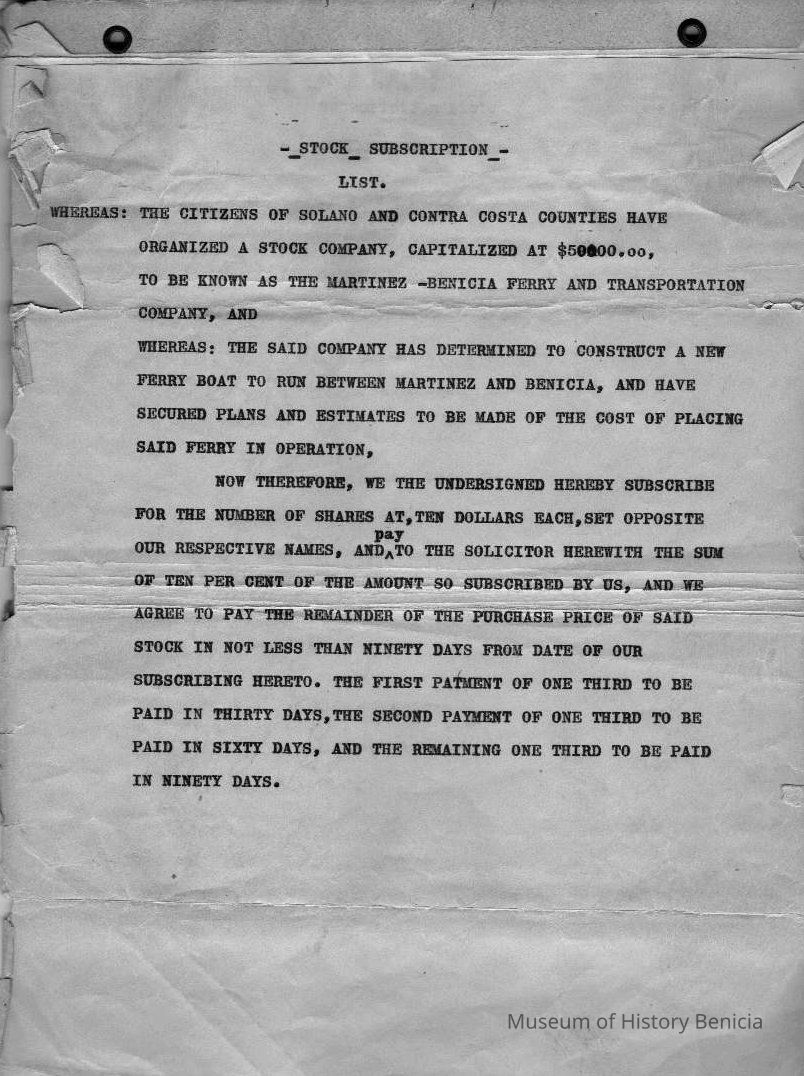 -_STOCK_ SUBSCRIPTION_-
LIST.
WHEREAS: THE CITIZENS OF SOLANO AND CONTRA COSTA COUNTIES HAVE
ORGANIZED A STOCK COMPANY, CAPITALIZED AT $50000.oo,
TO BE KNOWN AS THE MARTINEZ -BENICIA FERRY AND TRANSPORTATION
COMPANY, AND
WHEREAS: THE SAID COMPANY HAS DETERMINED TO CONSTRUCT A NEW
FERRY BOAT TO RUN BETWEEN MARTINEZ AND BENICIA, AND HAVE
SECURED PLANS AND ESTIMATES TO BE MADE OF THE COST OF PLACING
SAID FERRY IN OPERATION,
NOW THEREFORE, WE THE UNDERSIGNED HEREBY SUBSCRIBE
FOR THE NUMBER OF SHARES AT,TEN DOLLARS EACH,SET OPPOSITE
pay
OUR RESPECTIVE NAMES, AND^TO THE SOLICITOR HEREWITH THE SUM
OF TEN PER CENT OF THE AMOUNT SO SUBSCRIBED BY US, AND WE
AGREE TO PAY THE REMAINDER OF THE PURCHASE PRICE OF SAID
STOCK IN NOT LESS THAN NINETY DAYS FROM DATE OF OUR
SUBSCRIBING HERETO. THE FIRST PAYMENT OF ONE THIRD TO BE
PAID IN THIRTY DAYS,THE SECOND PAYMENT OF ONE THIRD TO BE
PAID IN SIXTY DAYS, AND THE REMAINING ONE THIRD TO BE PAID
IN NINETY DAYS.
Museum of History Benicia